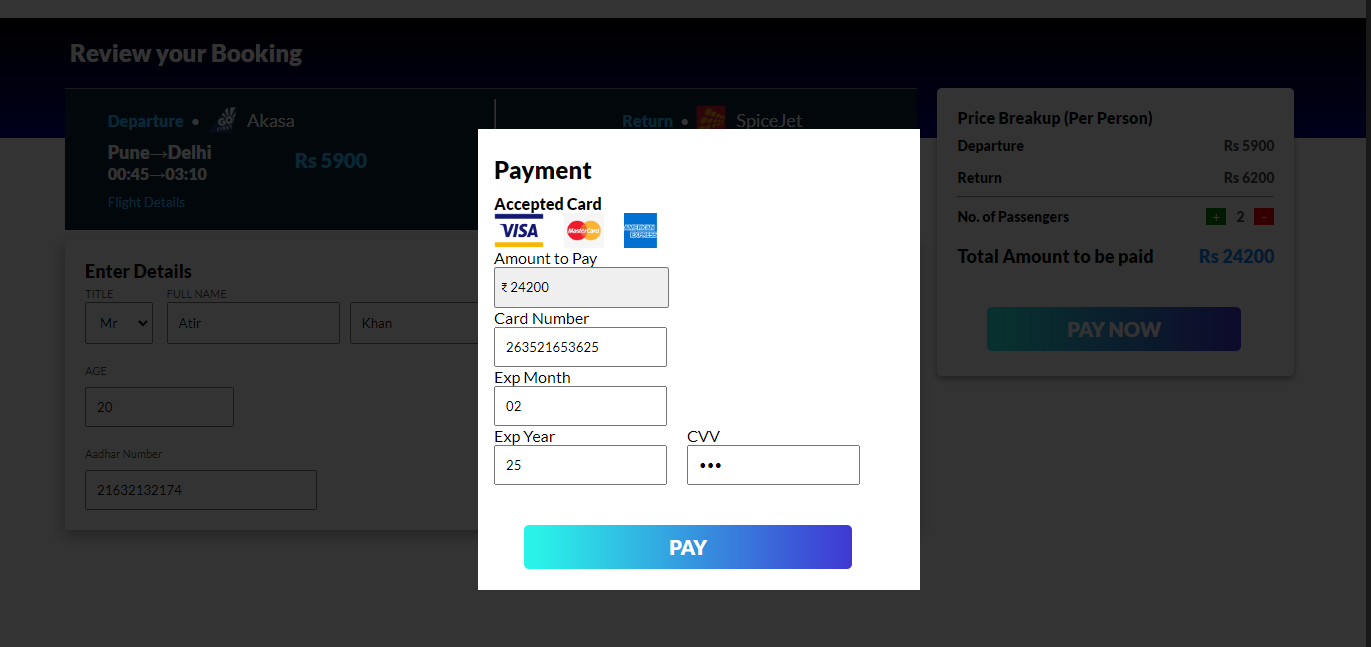 Review your Booking
Departure • Akasa
Pune→Delhi
00:45→03:10
Rs 5900
Flight Details
Return • SpiceJet
Enter Details
TITLE FULL NAME
Mr Atir Khan
AGE
20
Aadhar Number
21632132174
Payment
Accepted Card
VISA MasterCard AMERICAN EXPRESS
Amount to Pay
₹ 24200
Card Number
263521653625
Exp Month
02
Exp Year CVV
25 •••
PAY
Price Breakup (Per Person)
Departure Rs 5900
Return Rs 6200
No. of Passengers + 2 -
Total Amount to be paid Rs 24200
PAY NOW